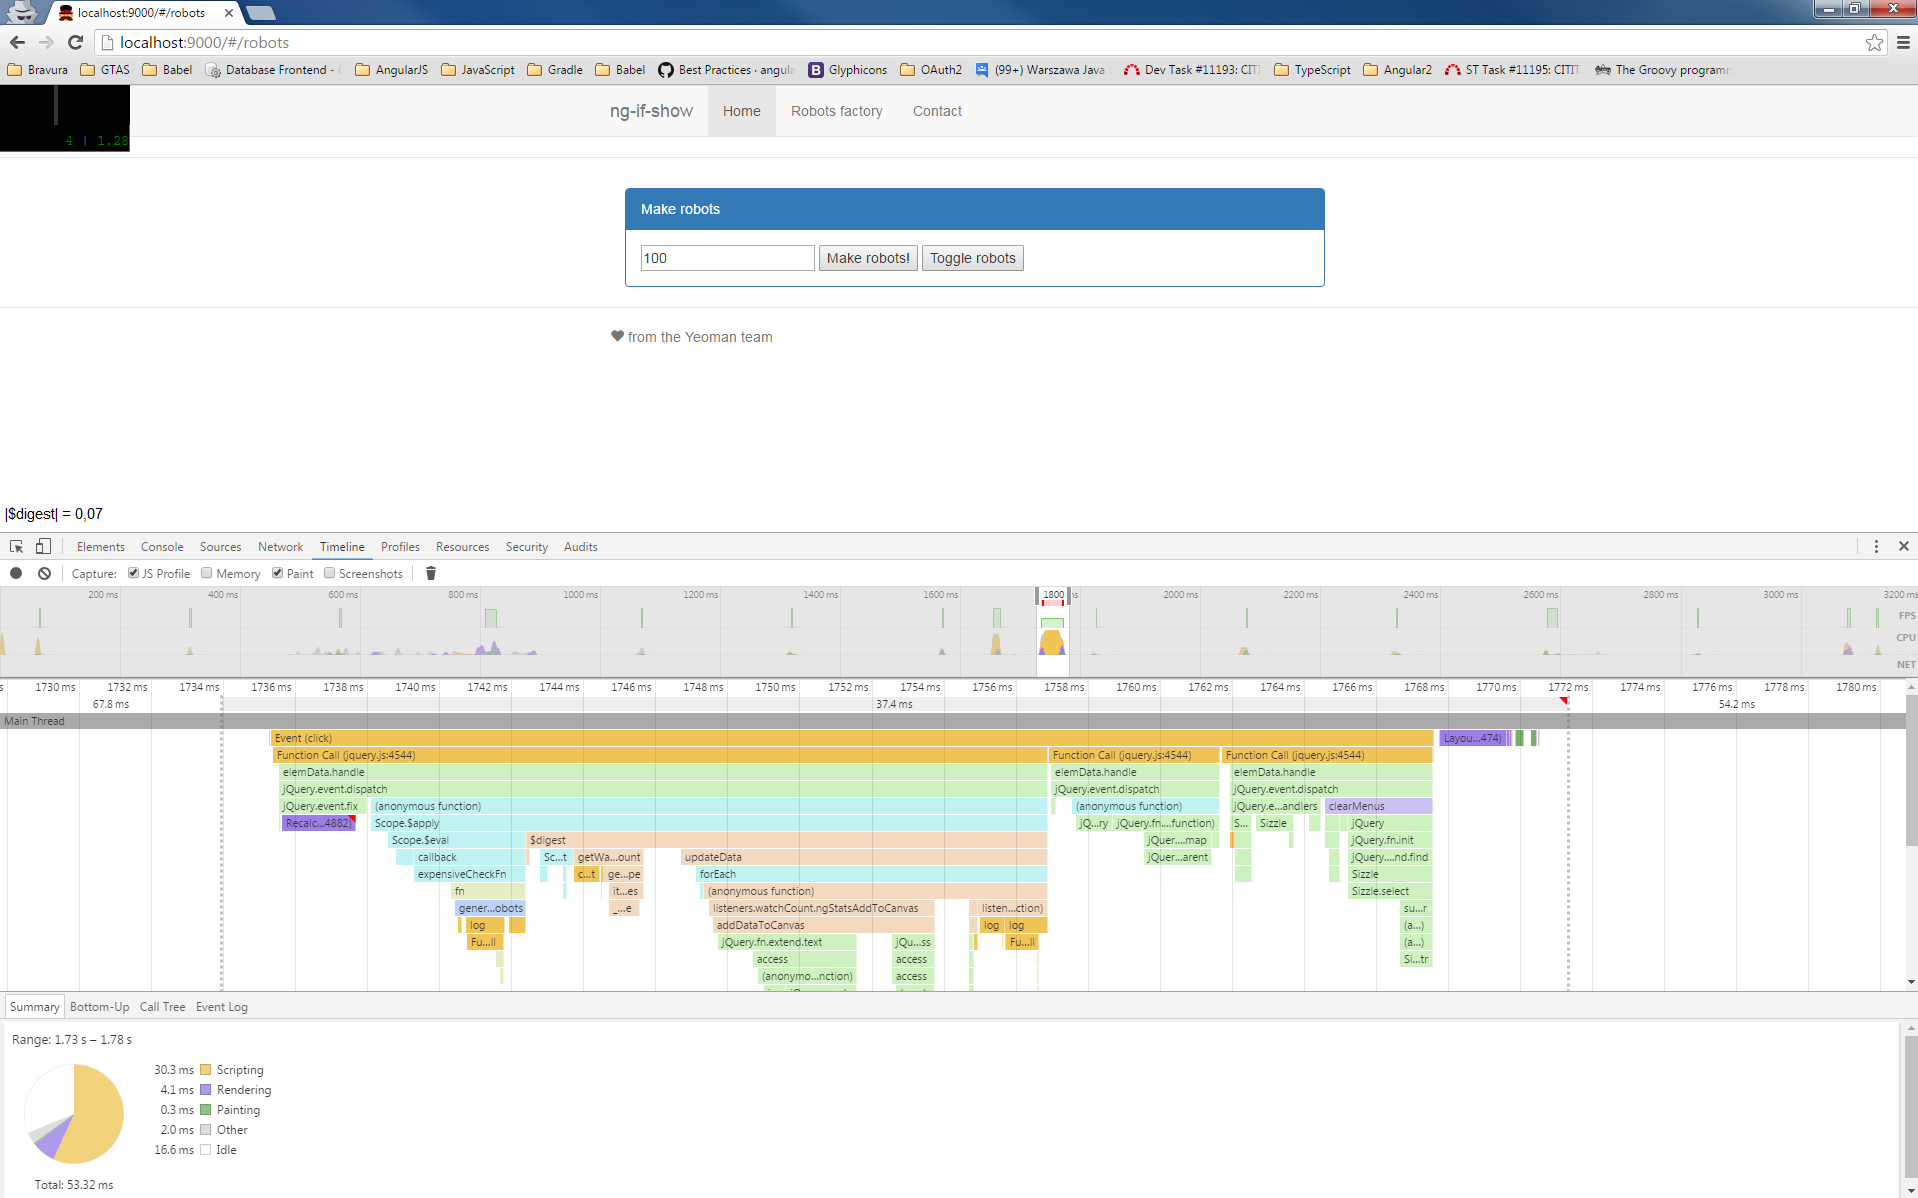 localhost:9000/#/robots
localhost:9000/#/robots
Bravura GTAS Babel Database Frontend - AngularJS JavaScript Gradle Babel Best Practices · angula Glyphicons OAuth2 (99+) Warszawa Java Dev Task #11193: CITI TypeScript Angular2 ST Task #11195: CITIT The Groovy programm
ng-if-show Home Robots factory Contact
4 | 1.28
Make robots
100 Make robots! Toggle robots
♥ from the Yeoman team
|$digest| = 0,07
Elements Console Sources Network Timeline Profiles Resources Security Audits
Capture: JS Profile Memory Paint Screenshots
200 ms 400 ms 600 ms 800 ms 1000 ms 1200 ms 1400 ms 1600 ms 1800 ms 2000 ms 2200 ms 2400 ms 2600 ms 2800 ms 3000 ms 3200 ms
FPS
CPU
NET
s 1730 ms 1732 ms 1734 ms 1736 ms 1738 ms 1740 ms 1742 ms 1744 ms 1746 ms 1748 ms 1750 ms 1752 ms 1754 ms 1756 ms 1758 ms 1760 ms 1762 ms 1764 ms 1766 ms 1768 ms 1770 ms 1772 ms 1774 ms 1776 ms 1778 ms 1780 ms
67.8 ms 37.4 ms 54.2 ms
Main Thread
Event (click) Layou...474)
Function Call (jquery.js:4544) Function Call (jquery.js:4544) Function Call (jquery.js:4544)
elemData.handle elemData.handle elemData.handle
jQuery.event.dispatch jQuery.event.dispatch jQuery.event.dispatch
jQuery.event.fix (anonymous function) (anonymous function) jQuery.e...andlers clearMenus
Recalc...4882) Scope.$apply jQ...ry jQuery.fn....function) S... Sizzle jQuery
Scope.$eval $digest jQuer....map jQuery.fn.init
callback Sc...t getWa...ount updateData jQuer...arent jQuery....nd.find
expensiveCheckFn c...t ge...pe forEach Sizzle
fn it...es (anonymous function) Sizzle.select
gener...obots _...e listeners.watchCount.ngStatsAddToCanvas listen...ction) su...r
log addDataToCanvas log log (a...)
Fu...ll jQuery.fn.extend.text jQu...ss Fu...ll (a...)
access access Si...tr
(anonymo...nction) access
Summary Bottom-Up Call Tree Event Log
Range: 1.73 s – 1.78 s
30.3 ms Scripting
4.1 ms Rendering
0.3 ms Painting
2.0 ms Other
16.6 ms Idle
Total: 53.32 ms